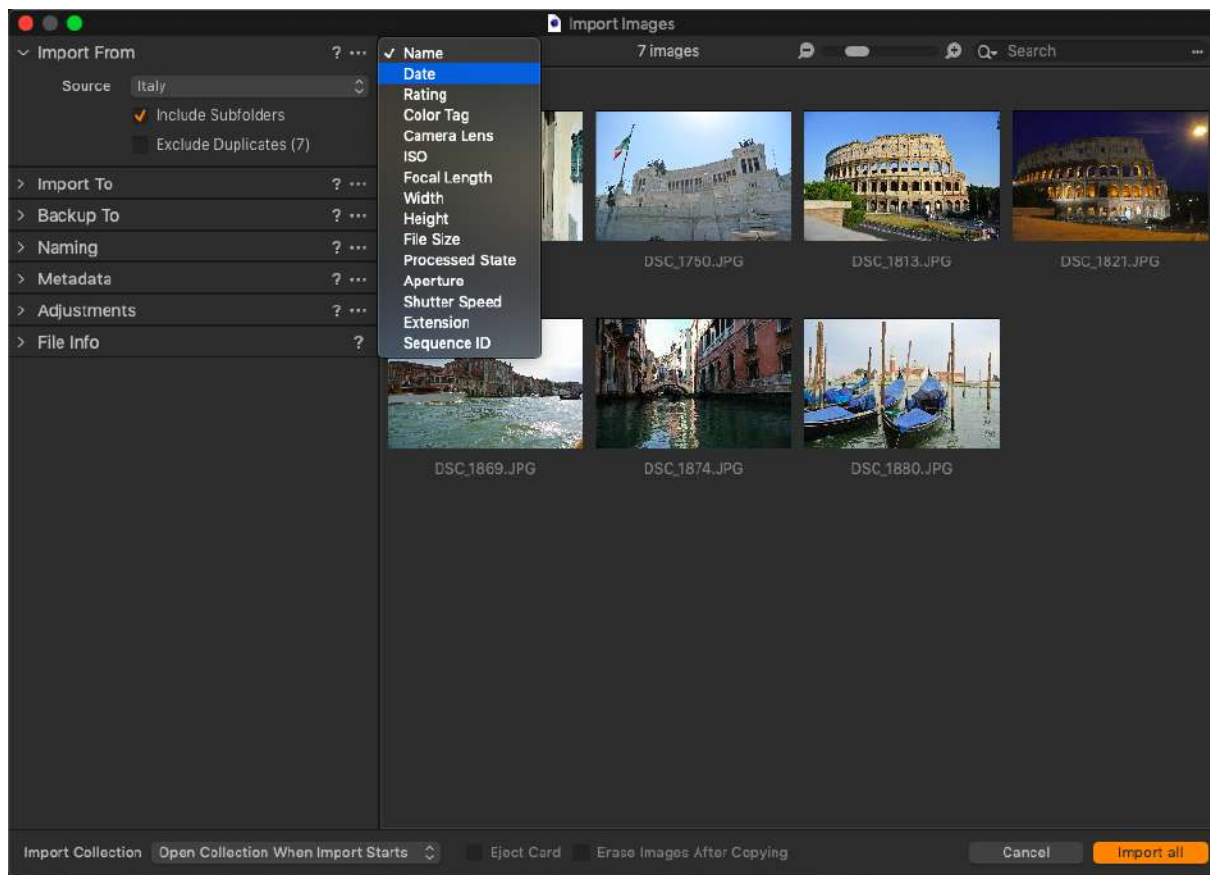 Import Images
Import From ? ...
Source Italy
Include Subfolders
Exclude Duplicates (7)
Import To ? ...
Backup To ? ...
Naming ? ...
Metadata ? ...
Adjustments ? ...
File Info ?
✓ Name
Date
Rating
Color Tag
Camera Lens
ISO
Focal Length
Width
Height
File Size
Processed State
Aperture
Shutter Speed
Extension
Sequence ID
7 images
Search
DSC_1750.JPG
DSC_1813.JPG
DSC_1821.JPG
DSC_1869.JPG
DSC_1874.JPG
DSC_1880.JPG
Import Collection Open Collection When Import Starts Eject Card Erase Images After Copying Cancel Import all